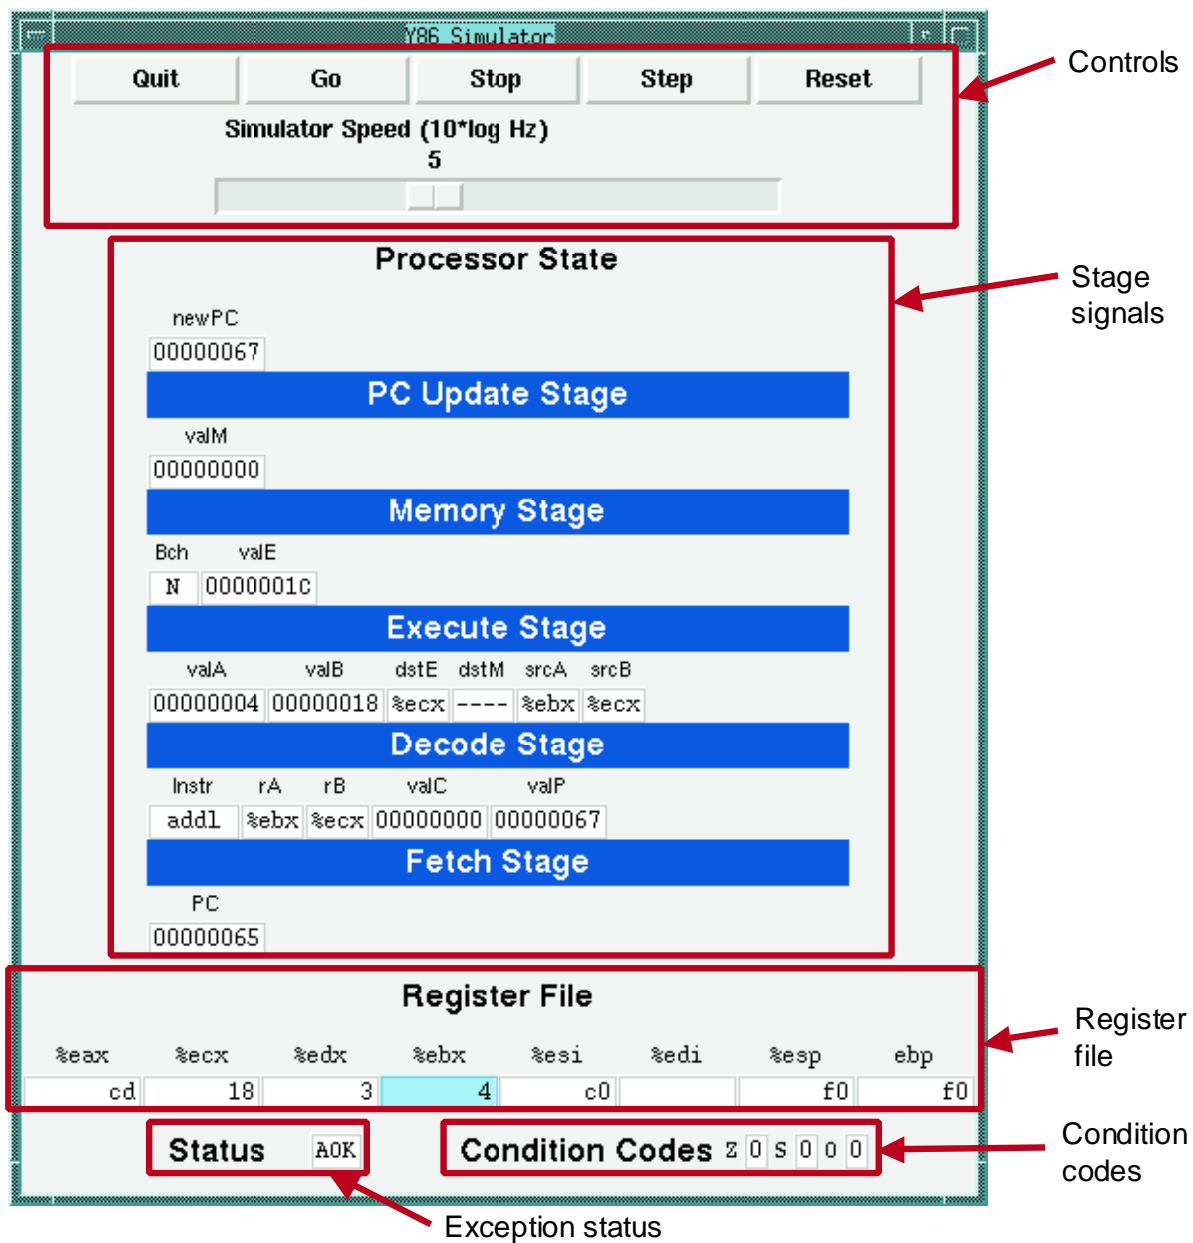 Y86 Simulator
Quit Go Stop Step Reset
Controls
Simulator Speed (10*log Hz)
5
Processor State
Stage
signals
newPC
00000067
PC Update Stage
valM
00000000
Memory Stage
Bch valE
N 0000001c
Execute Stage
valA valB dstE dstM srcA srcB
00000004 00000018 %ecx ---- %ebx %ecx
Decode Stage
Instr rA rB valC valP
addl %ebx %ecx 00000000 00000067
Fetch Stage
PC
00000065
Register File
Register
file
%eax %ecx %edx %ebx %esi %edi %esp ebp
cd 18 3 4 c0 f0 f0
Status AOK Condition Codes Z 0 S 0 O 0
Condition
codes
Exception status